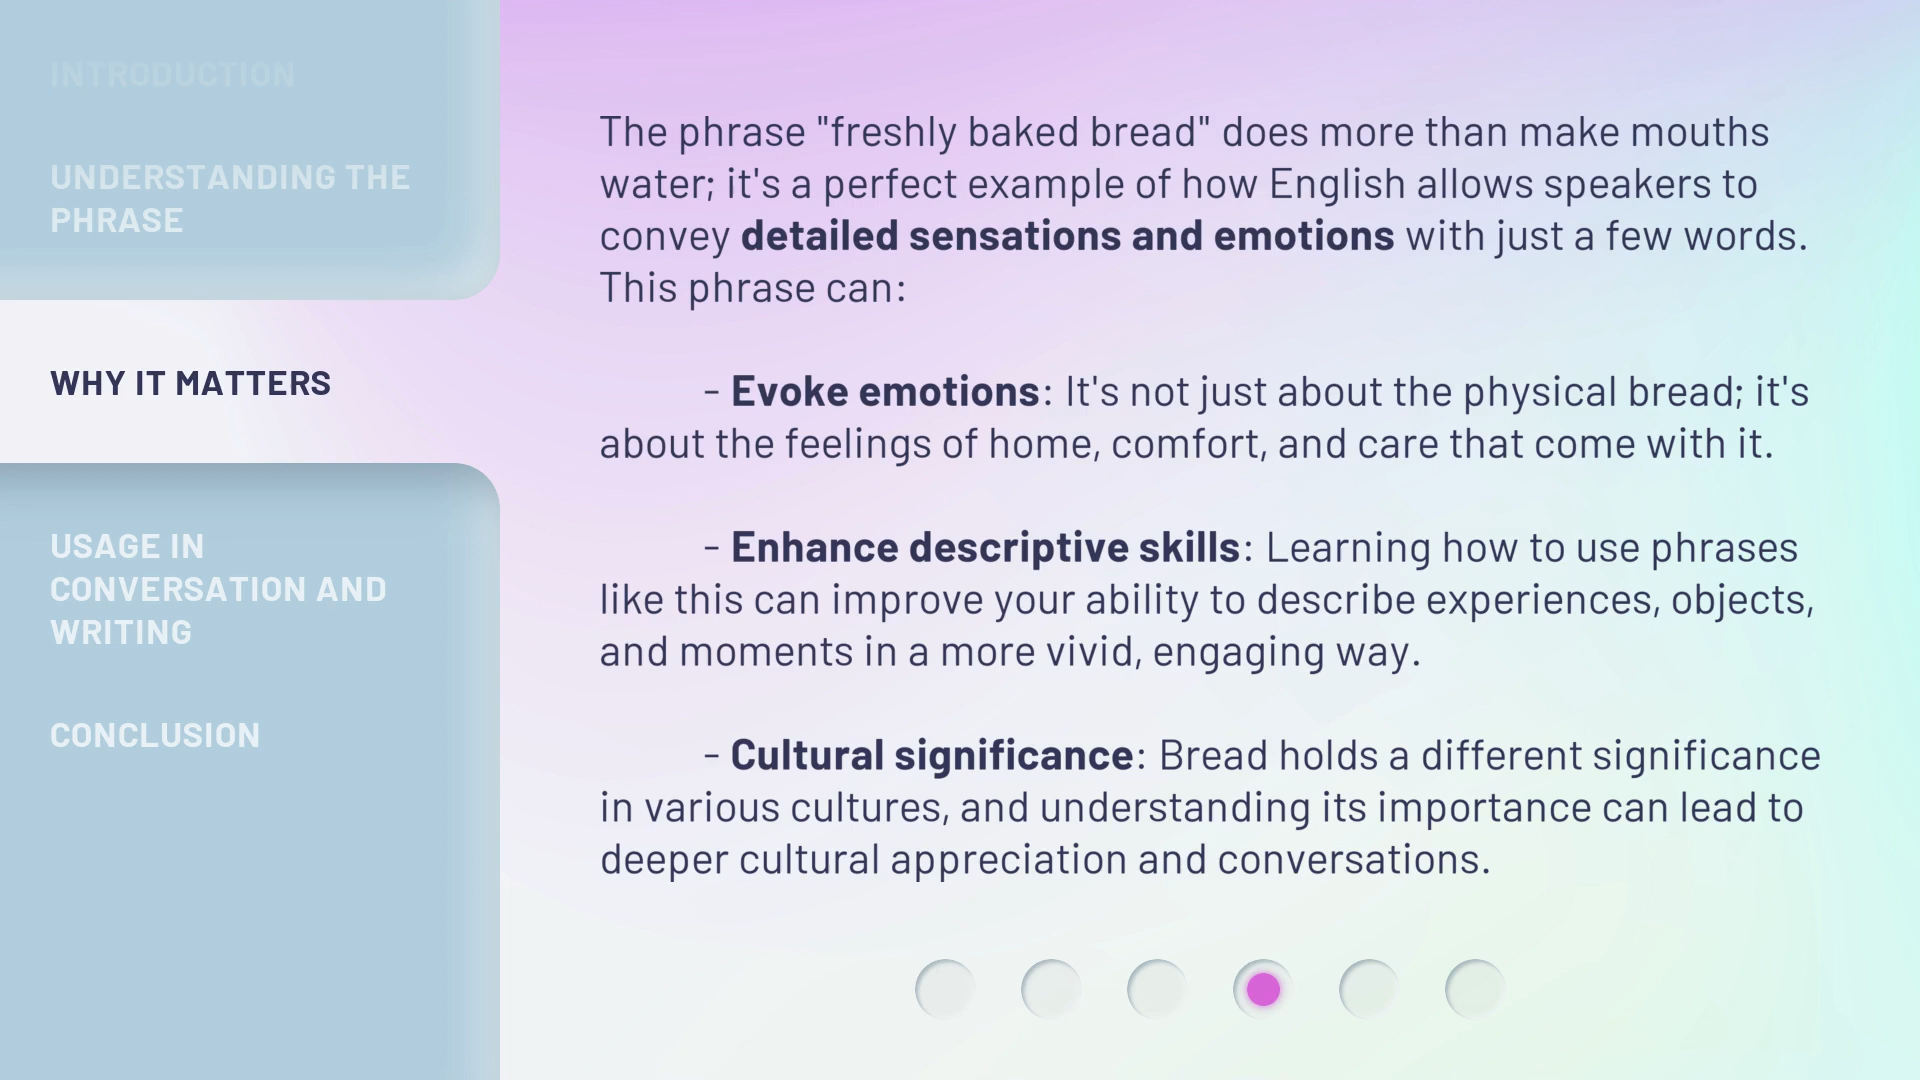 INTRODUCTION
UNDERSTANDING THE
PHRASE
WHY IT MATTERS
USAGE IN
CONVERSATION AND
WRITING
CONCLUSION
The phrase "freshly baked bread" does more than make mouths
water; it's a perfect example of how English allows speakers to
convey detailed sensations and emotions with just a few words.
This phrase can:
- Evoke emotions: It's not just about the physical bread; it's
about the feelings of home, comfort, and care that come with it.
- Enhance descriptive skills: Learning how to use phrases
like this can improve your ability to describe experiences, objects,
and moments in a more vivid, engaging way.
- Cultural significance: Bread holds a different significance
in various cultures, and understanding its importance can lead to
deeper cultural appreciation and conversations.